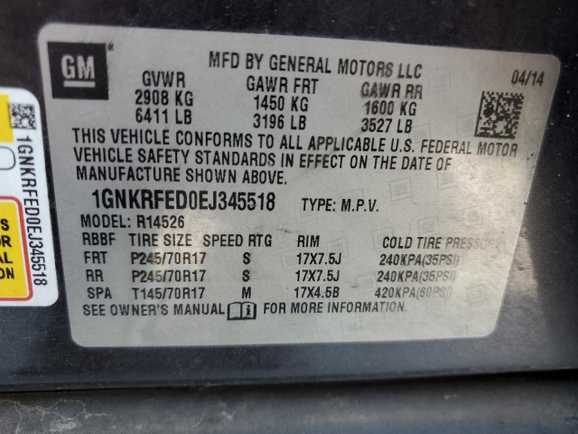 GM
MFD BY GENERAL MOTORS LLC
04/14
GVWR GAWR FRT GAWR RR
2908 KG 1450 KG 1600 KG
6411 LB 3196 LB 3527 LB
THIS VEHICLE CONFORMS TO ALL APPLICABLE U.S. FEDERAL MOTOR
VEHICLE SAFETY STANDARDS IN EFFECT ON THE DATE OF
MANUFACTURE SHOWN ABOVE.
1GNKRFED0EJ345518 TYPE: M.P.V.
MODEL: R14526
RBBF TIRE SIZE SPEED RTG RIM COLD TIRE PRESSURE
FRT P245/70R17 S 17X7.5J 240KPA(35PSI)
RR P245/70R17 S 17X7.5J 240KPA(35PSI)
SPA T145/70R17 M 17X4.5B 420KPA(60PSI)
SEE OWNER'S MANUAL i FOR MORE INFORMATION.
1GNKRFED0EJ345518
S
AL
ION